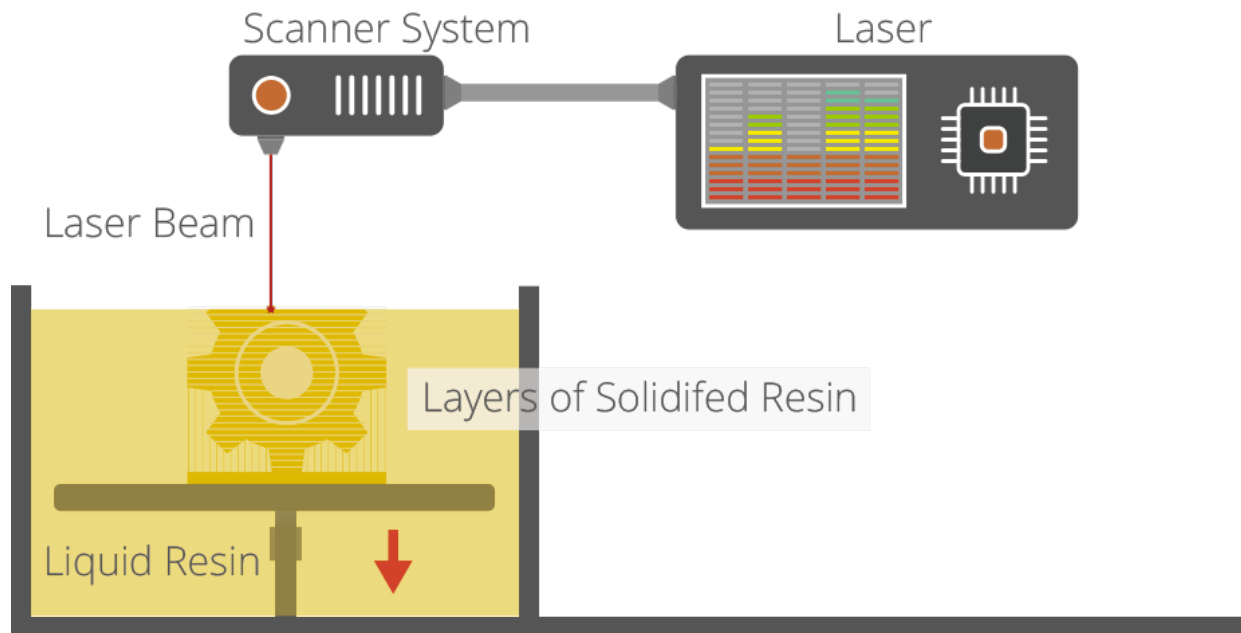 Scanner System
Laser
Laser Beam
Layers of Solidifed Resin
Liquid Resin